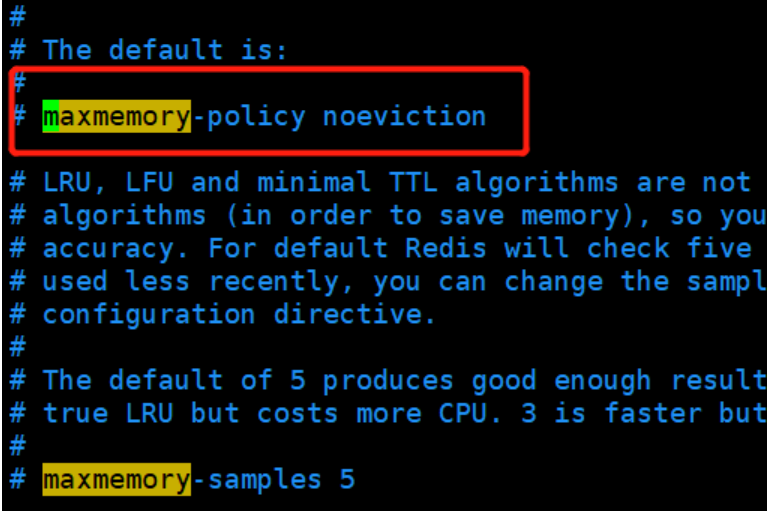 #
# The default is:
#
# maxmemory-policy noeviction

# LRU, LFU and minimal TTL algorithms are not
# algorithms (in order to save memory), so you
# accuracy. For default Redis will check five
# used less recently, you can change the sampl
# configuration directive.
#
# The default of 5 produces good enough result
# true LRU but costs more CPU. 3 is faster but
#
# maxmemory-samples 5